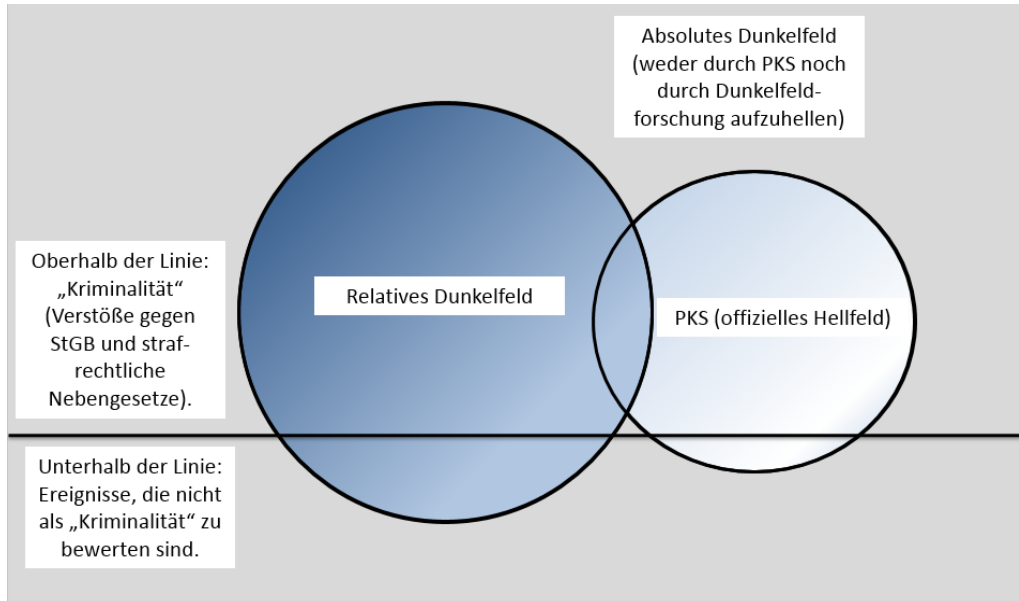 Absolutes Dunkelfeld
(weder durch PKS noch
durch Dunkelfeld-
forschung aufzuhellen)
Oberhalb der Linie:
„Kriminalität“
(Verstöße gegen
StGB und straf-
rechtliche
Nebengesetze).
Relatives Dunkelfeld
PKS (offizielles Hellfeld)
Unterhalb der Linie:
Ereignisse, die nicht
als „Kriminalität“ zu
bewerten sind.